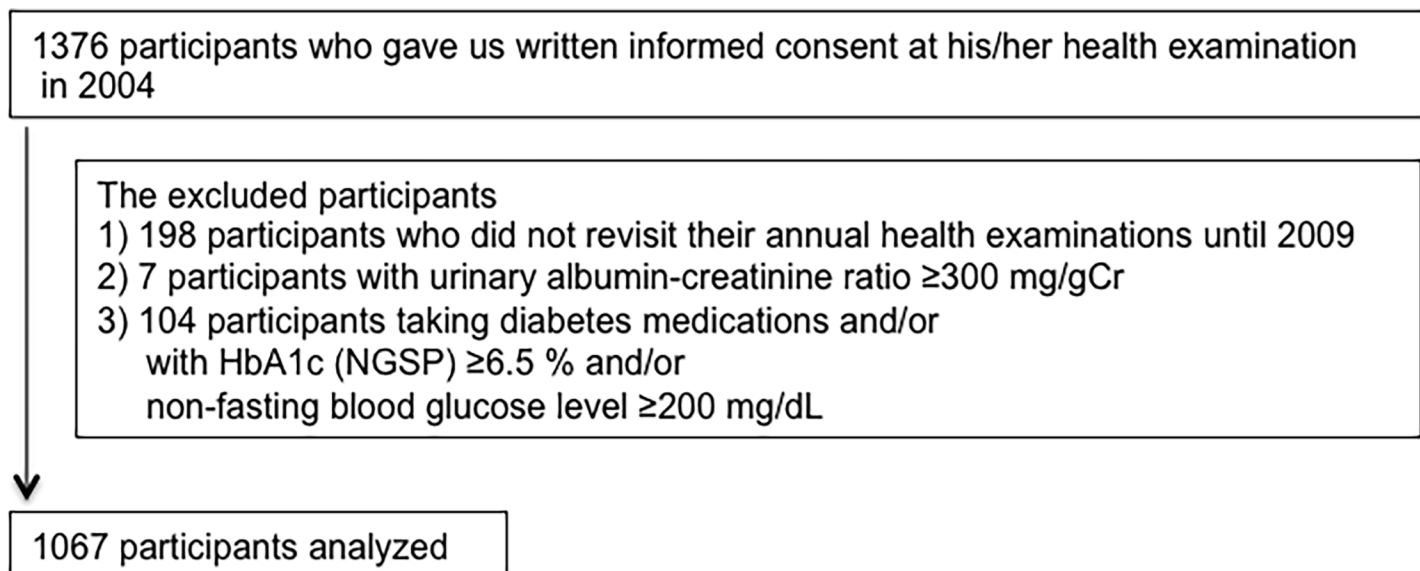 1376 participants who gave us written informed consent at his/her health examination
in 2004
The excluded participants
1) 198 participants who did not revisit their annual health examinations until 2009
2) 7 participants with urinary albumin-creatinine ratio ≥300 mg/gCr
3) 104 participants taking diabetes medications and/or
with HbA1c (NGSP) ≥6.5 % and/or
non-fasting blood glucose level ≥200 mg/dL
1067 participants analyzed